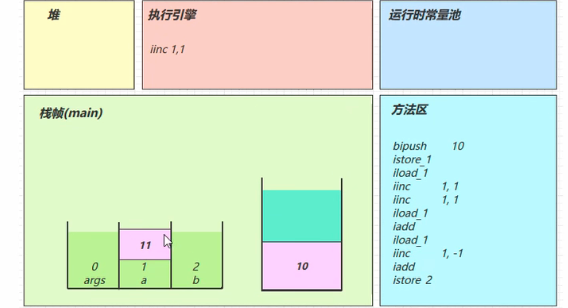 堆
执行引擎
运行时常量池
iinc 1,1
栈帧(main)
方法区
bipush 10
istore_1
iload_1
iinc 1, 1
iinc 1, 1
iload_1
iadd
iload_1
iinc 1, -1
iadd
istore 2
11
10
0 1 2
args a b